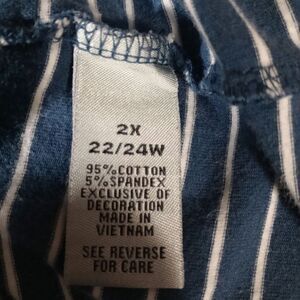 2X
22/24W
95% COTTON
5% SPANDEX
EXCLUSIVE OF
DECORATION
MADE IN
VIETNAM
SEE REVERSE
FOR CARE